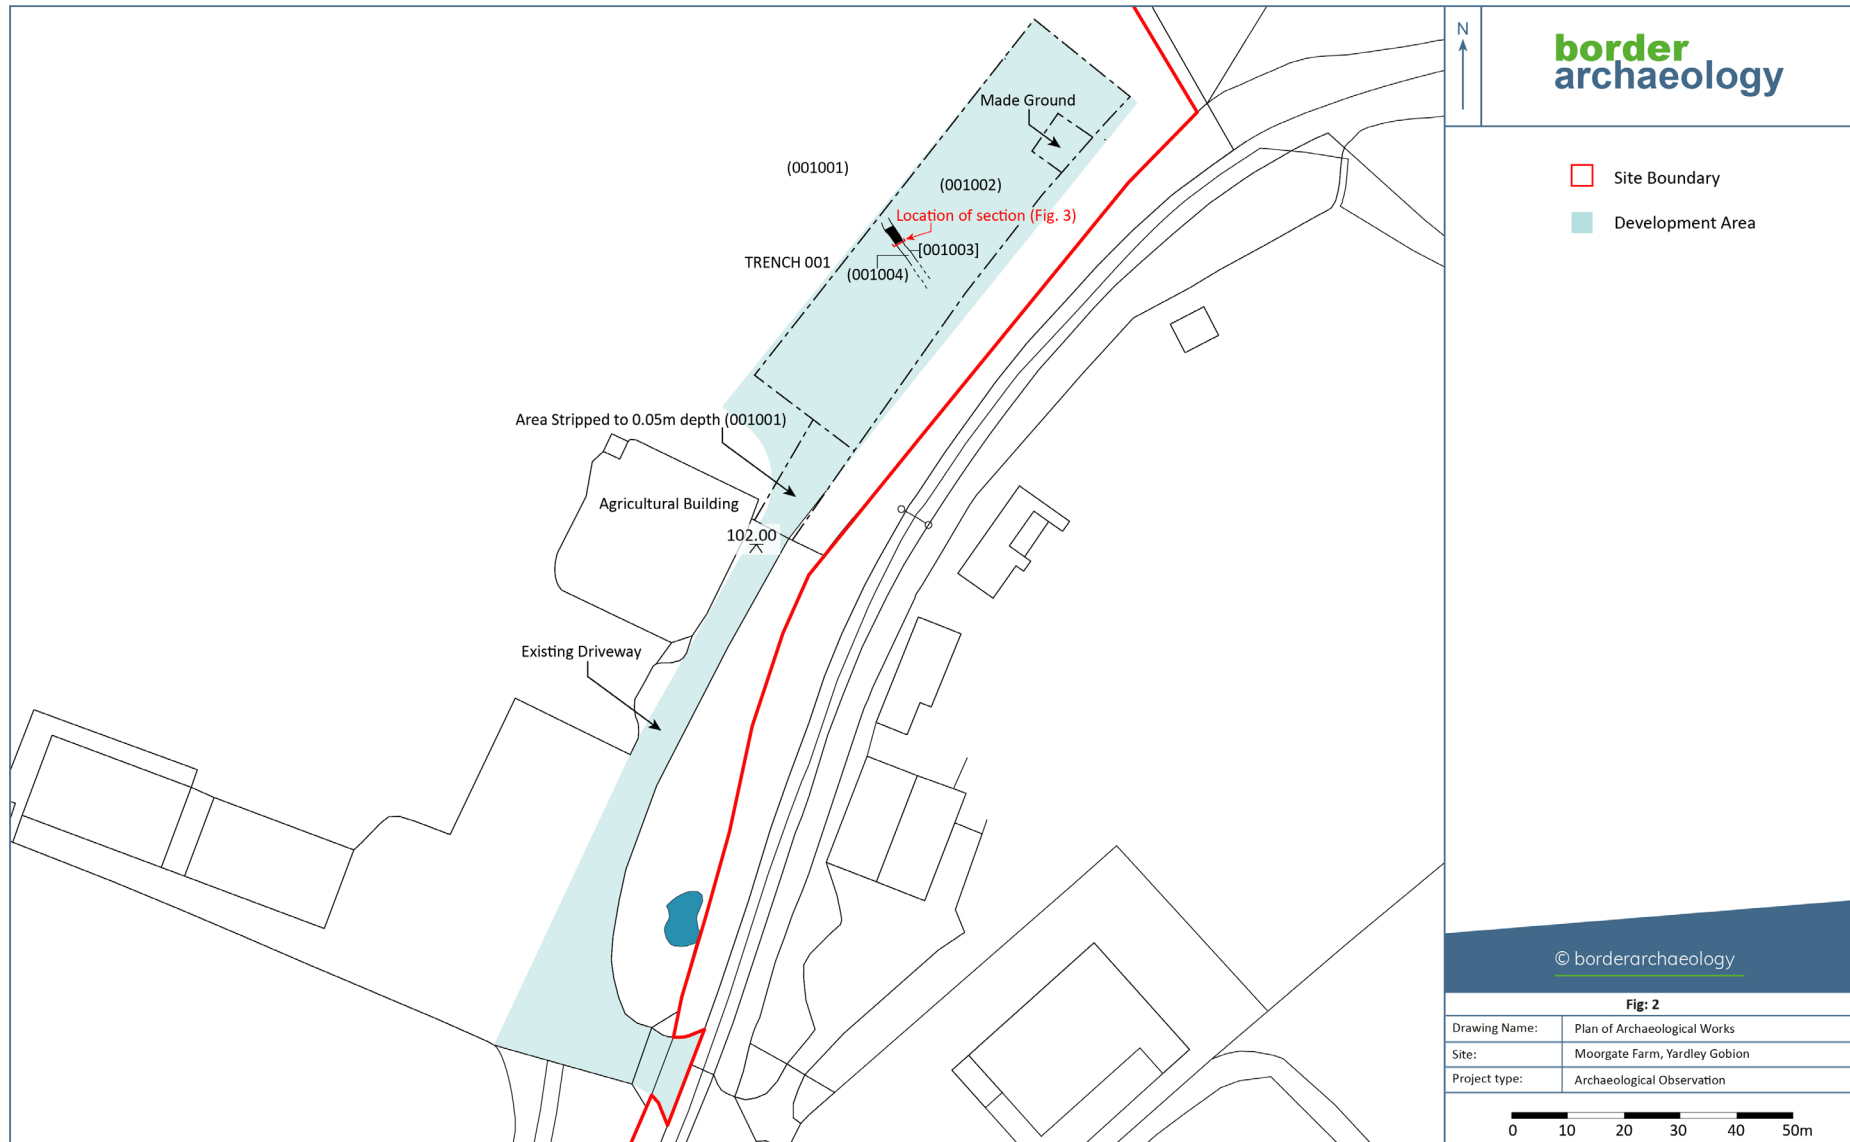 Made Ground
(001001)
(001002)
Location of section (Fig. 3)
[001003]
TRENCH 001
(001004)
Area Stripped to 0.05m depth (001001)
Agricultural Building
102.00
Existing Driveway
N
border
archaeology
Site Boundary
Development Area
© borderarchaeology
Fig: 2
Drawing Name: Plan of Archaeological Works
Site: Moorgate Farm, Yardley Gobion
Project type: Archaeological Observation
0 10 20 30 40 50m